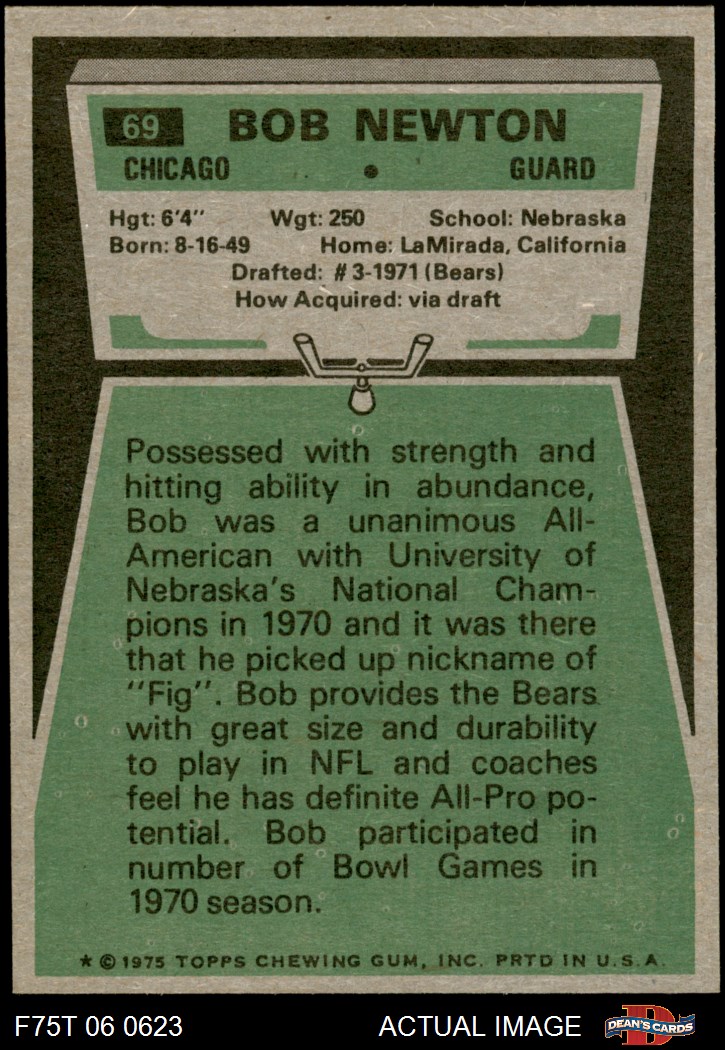 69 BOB NEWTON
CHICAGO • GUARD
Hgt: 6'4" Wgt: 250 School: Nebraska
Born: 8-16-49 Home: LaMirada, California
Drafted: #3-1971 (Bears)
How Acquired: via draft
Possessed with strength and
hitting ability in abundance,
Bob was a unanimous All-
American with University of
Nebraska's National Cham-
pions in 1970 and it was there
that he picked up nickname of
"Fig". Bob provides the Bears
with great size and durability
to play in NFL and coaches
feel he has definite All-Pro po-
tential. Bob participated in
number of Bowl Games in
1970 season.
* © 1975 TOPPS CHEWING GUM, INC. PRTD IN U.S.A.
F75T 06 0623 ACTUAL IMAGE D DEAN'S CARDS